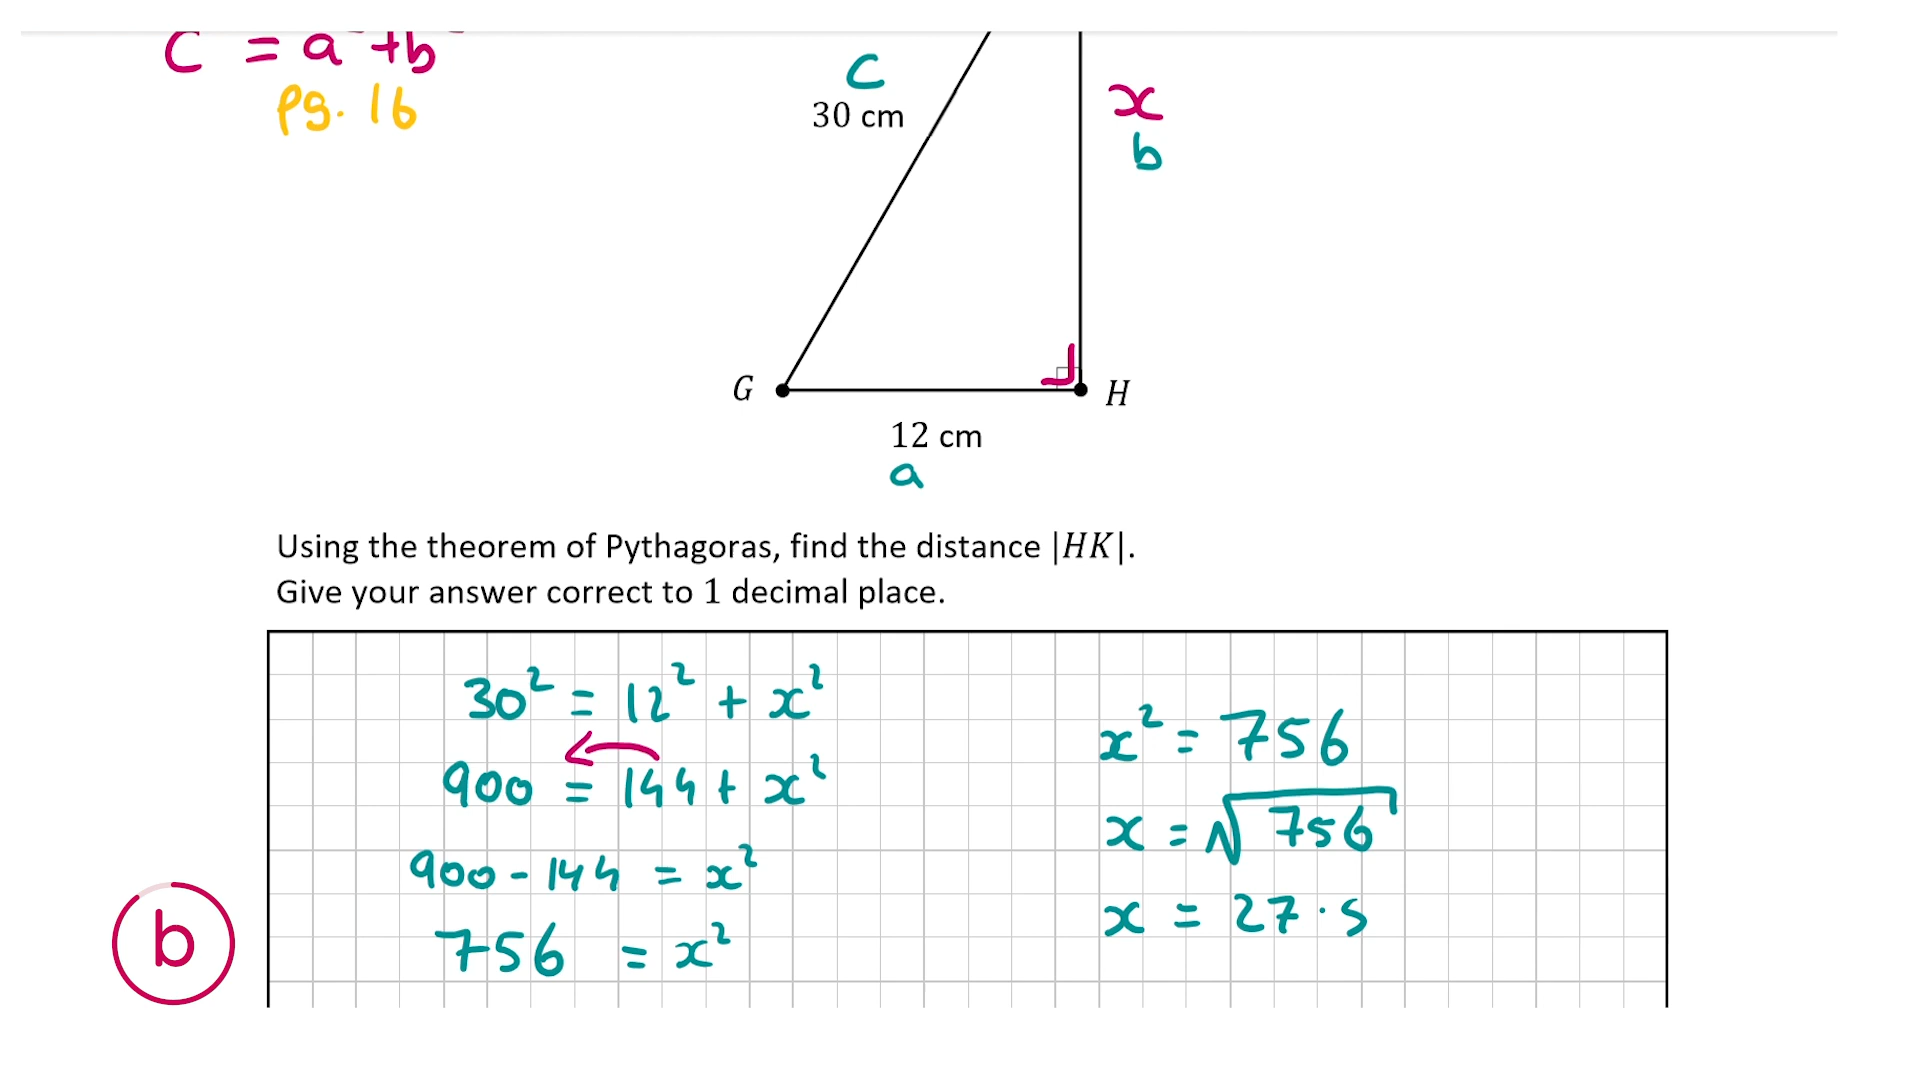 c = a + b
pg. 16
c
30 cm
x
b
G
H
12 cm
a
Using the theorem of Pythagoras, find the distance |HK|.
Give your answer correct to 1 decimal place.
30² = 12² + x²
900 = 144 + x²
900 - 144 = x²
756 = x²
x² = 756
x = √756
x = 27.5
b